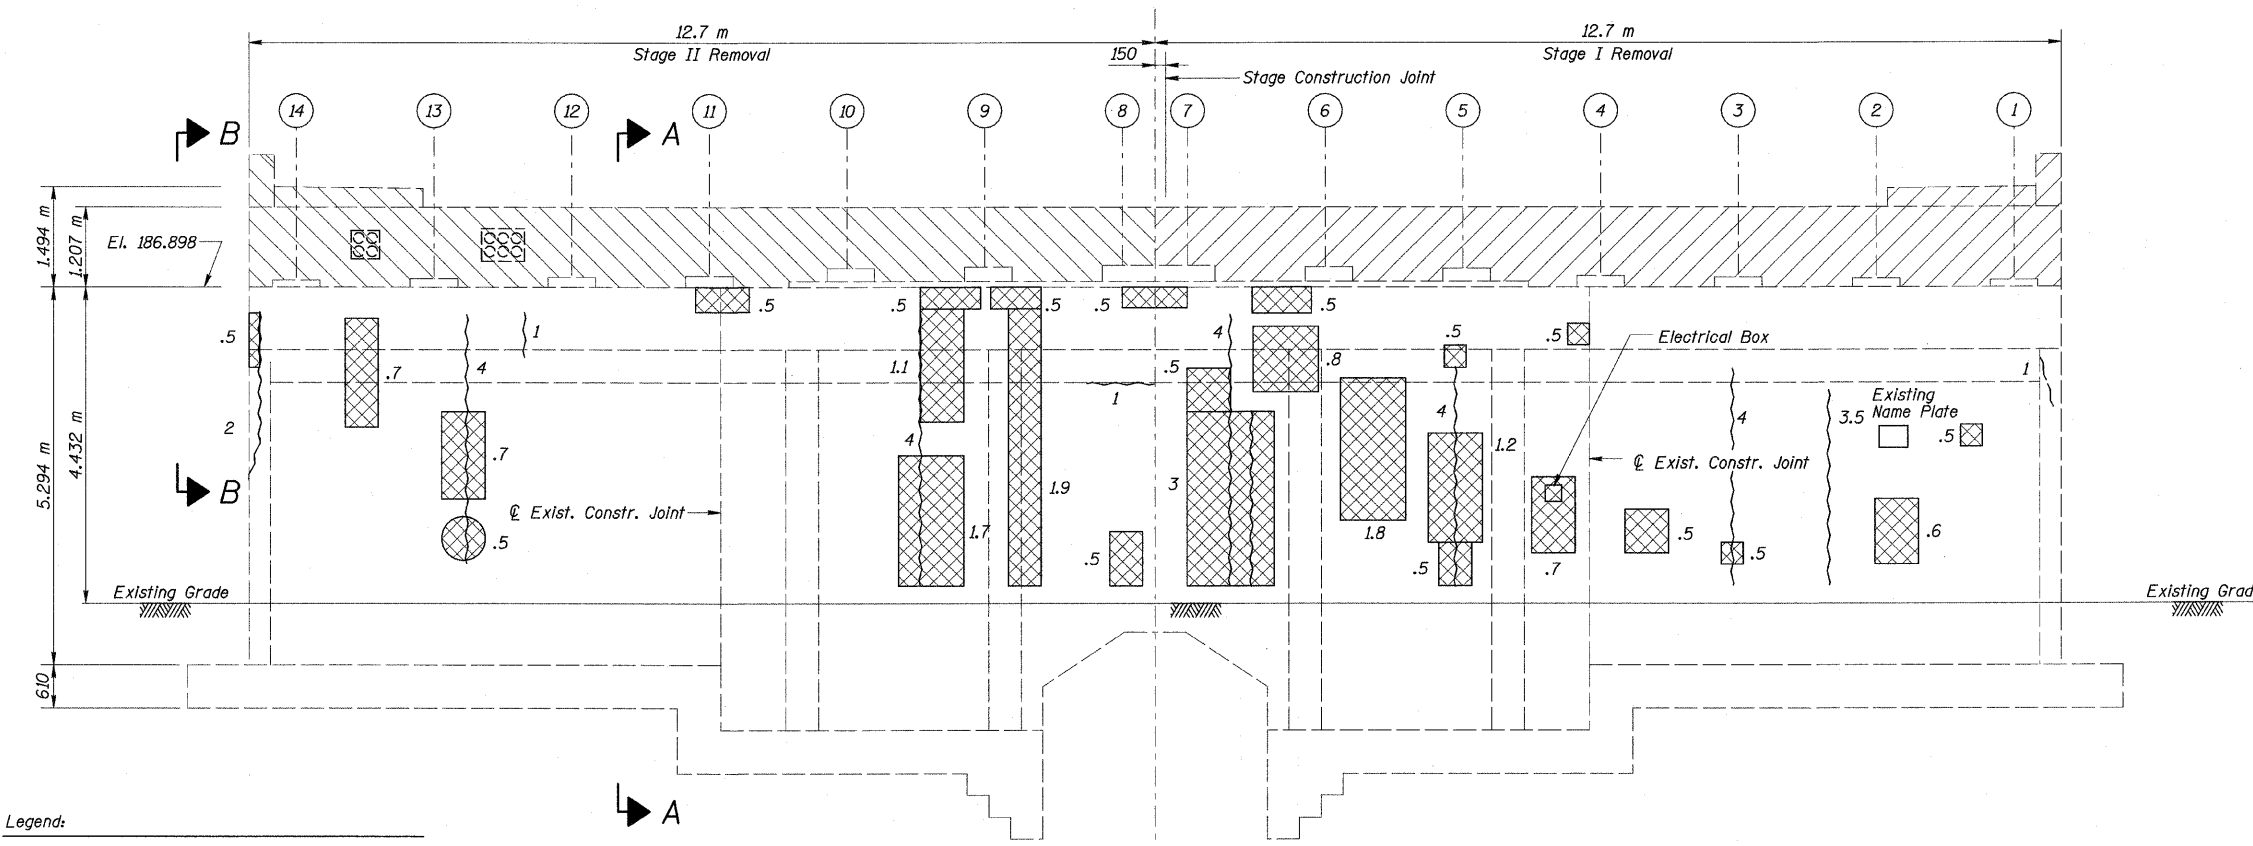 12.7 m
12.7 m
Stage II Removal
Stage I Removal
150
Stage Construction Joint
14
13
12
11
10
9
8
7
6
5
4
3
2
1
B
A
1.494 m
1.207 m
El. 186.898
.5
.5
.5
.5
.5
.5
.5
.5
1
4
.7
4
1.1
1
.5
.8
4
Electrical Box
1
2
.7
4
1.2
4
3.5
Existing
Name Plate
.5
B
5.294 m
4.432 m
℄ Exist. Constr. Joint
1.7
1.9
3
1.8
℄ Exist. Constr. Joint
.5
.5
.5
.7
.5
.5
.6
Existing Grade
Existing Grad
610
A
Legend: